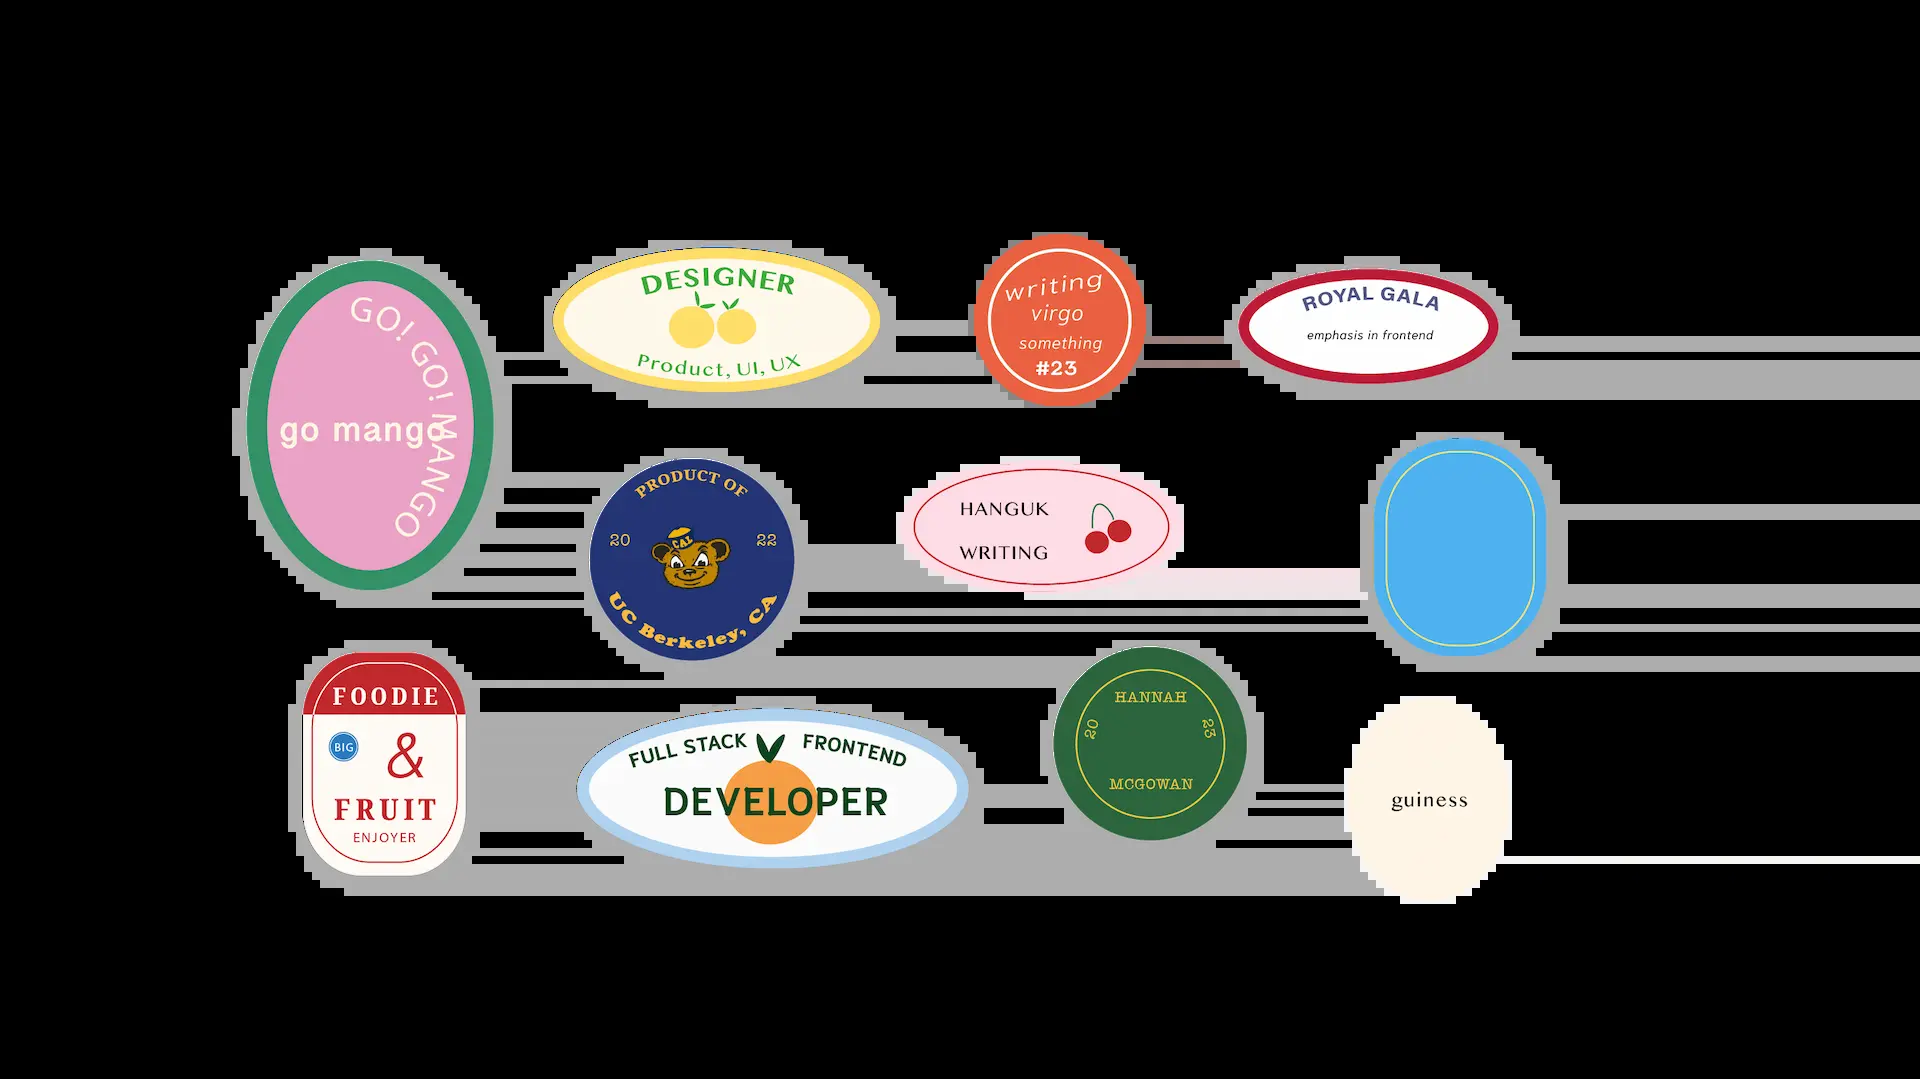 GO! GO! MANGO
go mango
DESIGNER
Product, UI, UX
writing
virgo
something
#23
ROYAL GALA
emphasis in frontend
PRODUCT OF
20 22
CAL
UC Berkeley, CA
HANGUK
WRITING
FOODIE
BIG
&
FRUIT
ENJOYER
FULL STACK FRONTEND
DEVELOPER
HANNAH
20 23
MCGOWAN
guiness